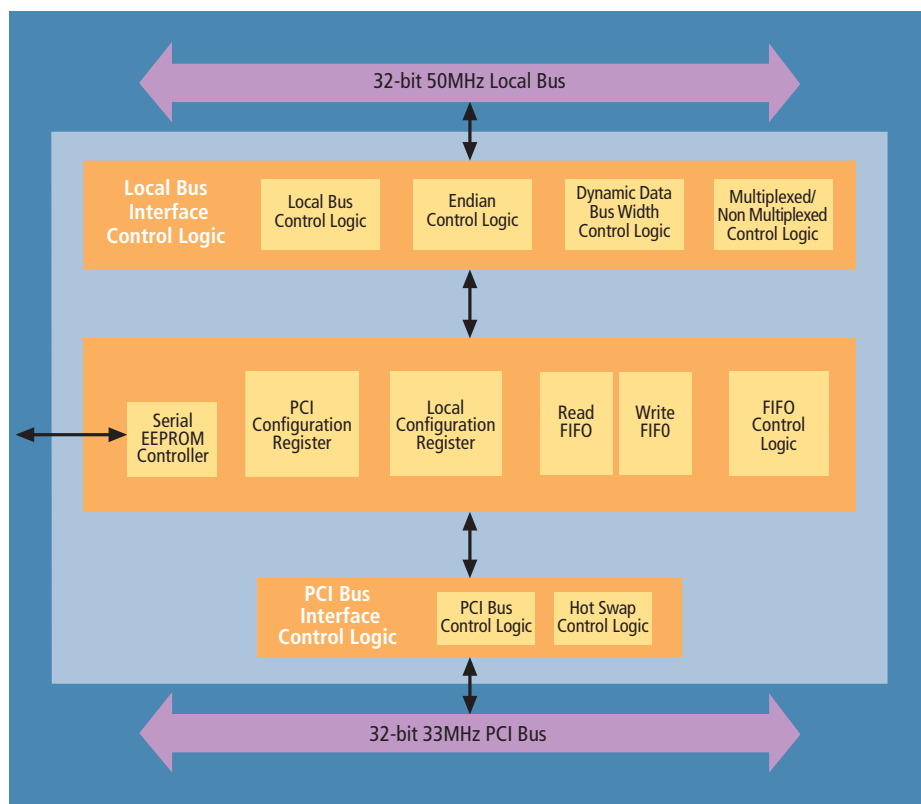 32-bit 50MHz Local Bus
Local Bus
Interface
Control Logic
Local Bus
Control Logic
Endian
Control Logic
Dynamic Data
Bus Width
Control Logic
Multiplexed/
Non Multiplexed
Control Logic
Serial
EEPROM
Controller
PCI
Configuration
Register
Local
Configuration
Register
Read
FIFO
Write
FIF0
FIFO
Control
Logic
PCI Bus
Interface
Control Logic
PCI Bus
Control Logic
Hot Swap
Control Logic
32-bit 33MHz PCI Bus